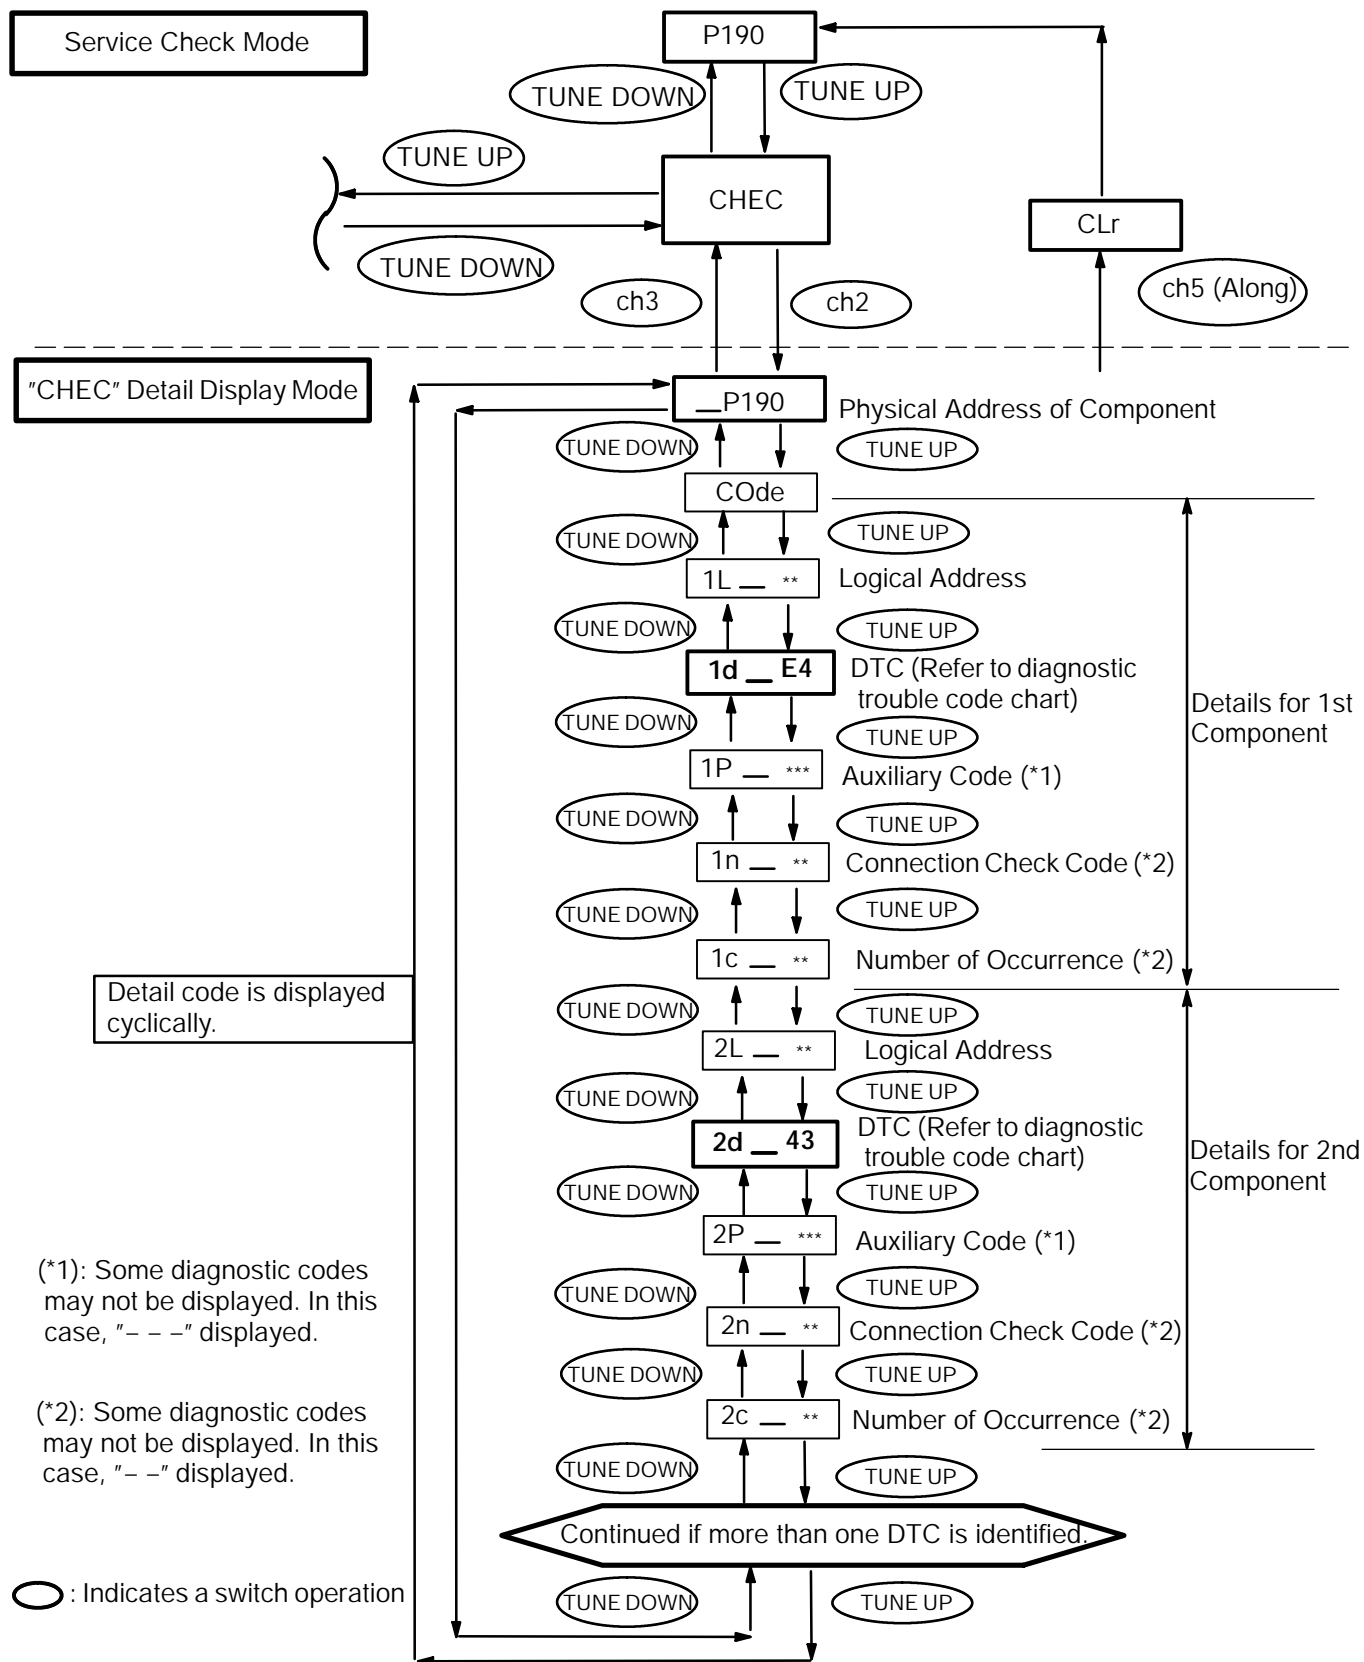 Service Check Mode
P190
TUNE DOWN
TUNE UP
TUNE UP
CHEC
CLr
TUNE DOWN
ch3
ch2
ch5 (Along)
"CHEC" Detail Display Mode
_P190
Physical Address of Component
TUNE DOWN
TUNE UP
COde
TUNE DOWN
TUNE UP
1L _ **
Logical Address
TUNE DOWN
TUNE UP
1d _ E4
DTC (Refer to diagnostic
trouble code chart)
Details for 1st
Component
TUNE DOWN
TUNE UP
1P _ ***
Auxiliary Code (*1)
TUNE DOWN
TUNE UP
1n _ **
Connection Check Code (*2)
TUNE DOWN
TUNE UP
1c _ **
Number of Occurrence (*2)
Detail code is displayed
cyclically.
TUNE DOWN
TUNE UP
2L _ **
Logical Address
TUNE DOWN
TUNE UP
2d _ 43
DTC (Refer to diagnostic
trouble code chart)
Details for 2nd
Component
TUNE DOWN
TUNE UP
2P _ ***
Auxiliary Code (*1)
(*1): Some diagnostic codes
may not be displayed. In this
case, "– – –" displayed.
TUNE DOWN
TUNE UP
2n _ **
Connection Check Code (*2)
TUNE DOWN
TUNE UP
2c _ **
Number of Occurrence (*2)
(*2): Some diagnostic codes
may not be displayed. In this
case, "– –" displayed.
TUNE DOWN
TUNE UP
Continued if more than one DTC is identified.
: Indicates a switch operation
TUNE DOWN
TUNE UP